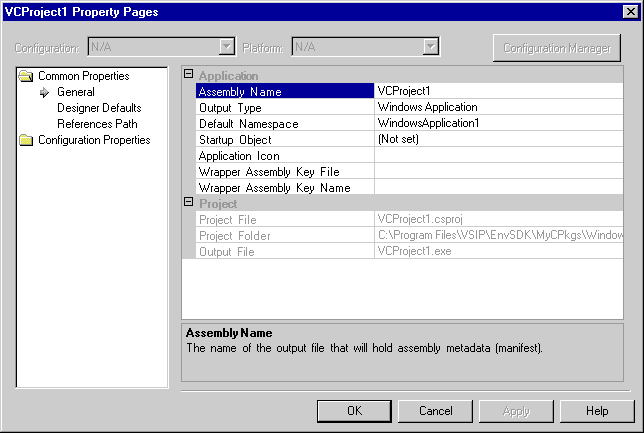 VCProject1 Property Pages
Configuration: N/A Platform: N/A Configuration Manager
Common Properties
General
Designer Defaults
References Path
Configuration Properties
Application
Assembly Name VCProject1
Output Type Windows Application
Default Namespace WindowsApplication1
Startup Object (Not set)
Application Icon
Wrapper Assembly Key File
Wrapper Assembly Key Name
Project
Project File VCProject1.csproj
Project Folder C:\Program Files\VSIP\EnvSDK\MyCPkgs\Window
Output File VCProject1.exe
Assembly Name
The name of the output file that will hold assembly metadata (manifest).
OK Cancel Apply Help